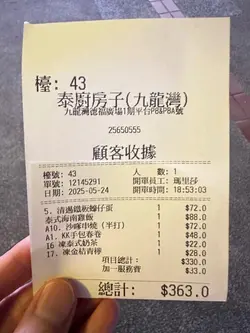 檯: 43
泰廚房子(九龍灣)
九龍灣德福廣場1期平台PB&PBA號
25650555
顧客收據
檯號: 43 人 數: 1
單號: 12145291 開單員工: 瑪里莎
日期: 2025-05-24 開單時間: 18:53:03
5. 清邁鐵板蠔仔蛋 1 $72.0
泰式海南雞飯 1 $88.0
A10. 沙嗲串燒 (半打) 1 $72.0
A1. KK手包春卷 1 $48.0
16 凍泰式奶茶 1 $22.0
17. 凍金桔青檸 1 $28.0
項目總計: $330.0
加一服務費 $33.0
總計: $363.0